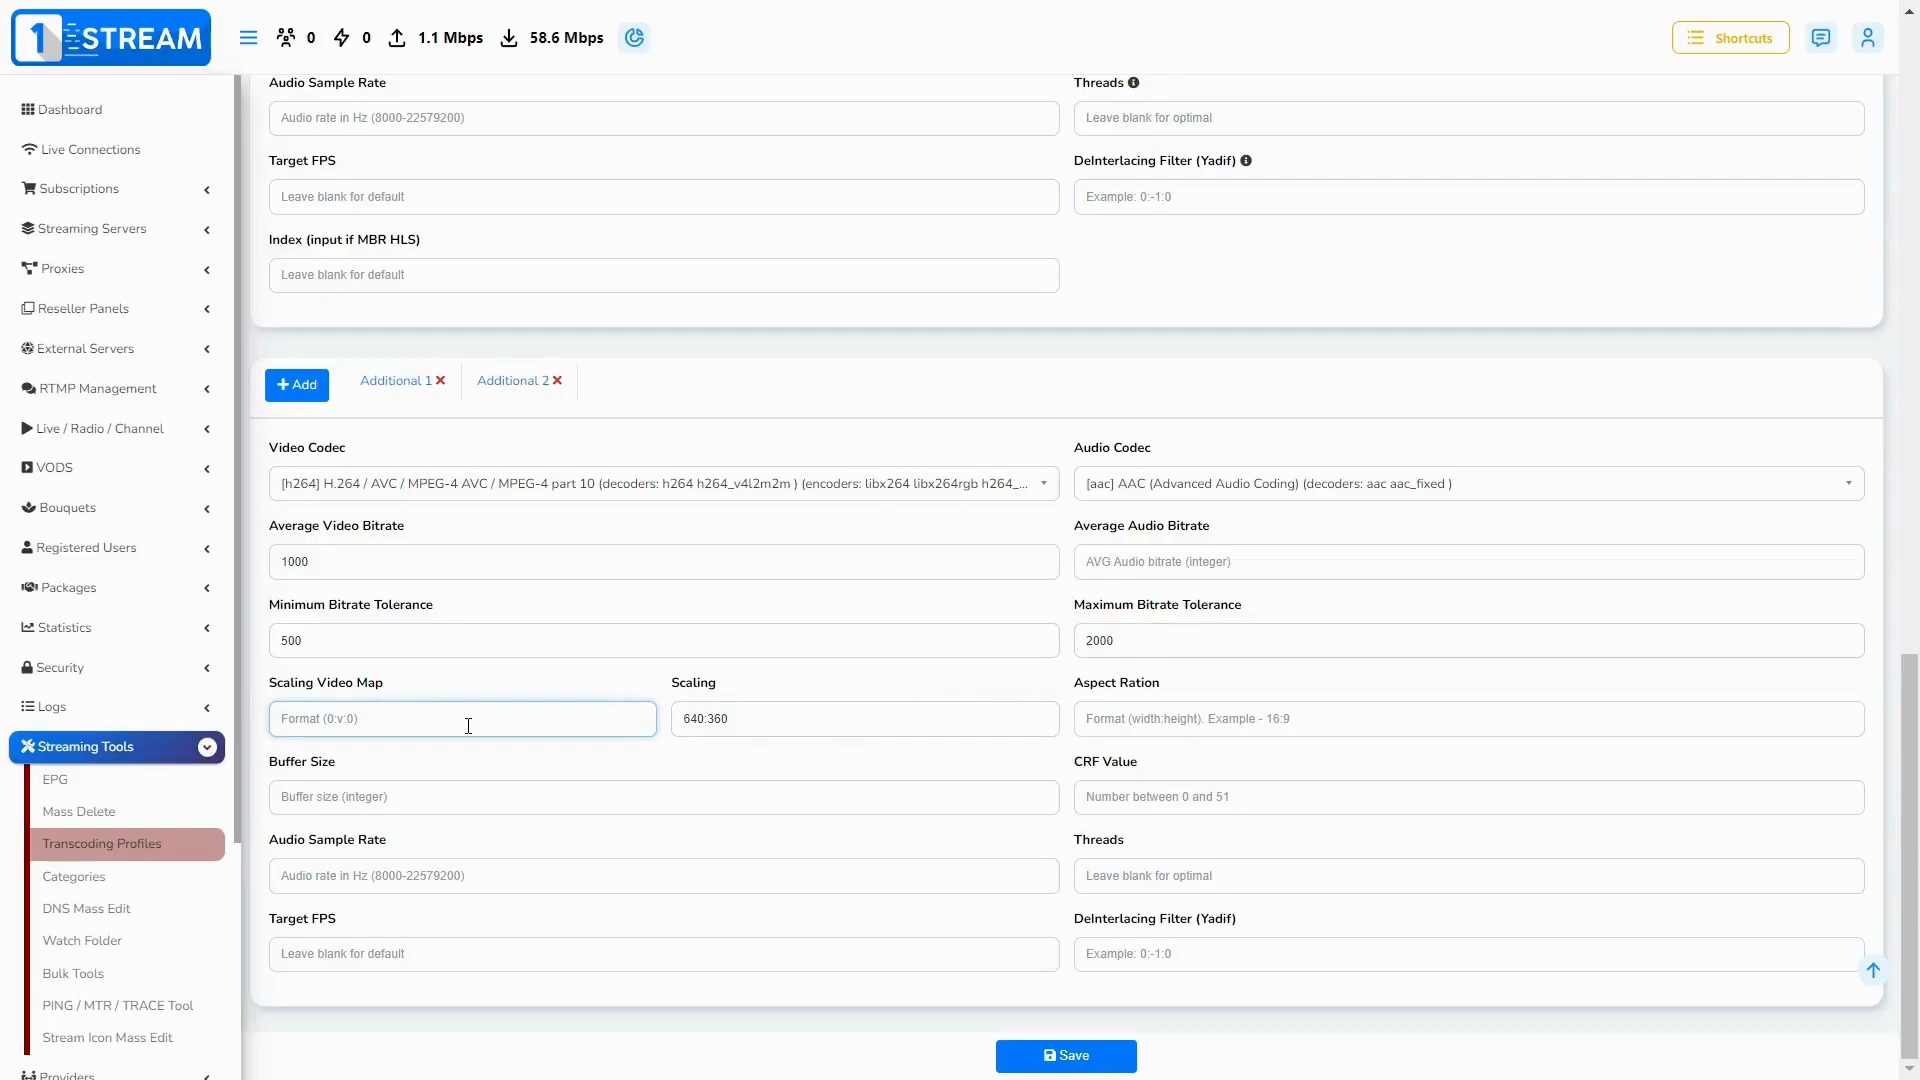 1 STREAM
0
0
1.1 Mbps
58.6 Mbps
Shortcuts
Dashboard
Live Connections
Subscriptions
Streaming Servers
Proxies
Reseller Panels
External Servers
RTMP Management
Live / Radio / Channel
VODS
Bouquets
Registered Users
Packages
Statistics
Security
Logs
Streaming Tools
EPG
Mass Delete
Transcoding Profiles
Categories
DNS Mass Edit
Watch Folder
Bulk Tools
PING / MTR / TRACE Tool
Stream Icon Mass Edit
Providers
Audio Sample Rate
Threads
Audio rate in Hz (8000-22579200)
Leave blank for optimal
Target FPS
DeInterlacing Filter (Yadif)
Leave blank for default
Example: 0:-1:0
Index (input if MBR HLS)
Leave blank for default
Add
Additional 1
Additional 2
Video Codec
Audio Codec
[h264] H.264 / AVC / MPEG-4 AVC / MPEG-4 part 10 (decoders: h264 h264_v4l2m2m ) (encoders: libx264 libx264rgb h264_...
[aac] AAC (Advanced Audio Coding) (decoders: aac aac_fixed )
Average Video Bitrate
Average Audio Bitrate
1000
AVG Audio bitrate (integer)
Minimum Bitrate Tolerance
Maximum Bitrate Tolerance
500
2000
Scaling Video Map
Scaling
Aspect Ration
Format (0:v:0)
640:360
Format (width:height). Example - 16:9
Buffer Size
CRF Value
Buffer size (integer)
Number between 0 and 51
Audio Sample Rate
Threads
Audio rate in Hz (8000-22579200)
Leave blank for optimal
Target FPS
DeInterlacing Filter (Yadif)
Leave blank for default
Example: 0:-1:0
Save